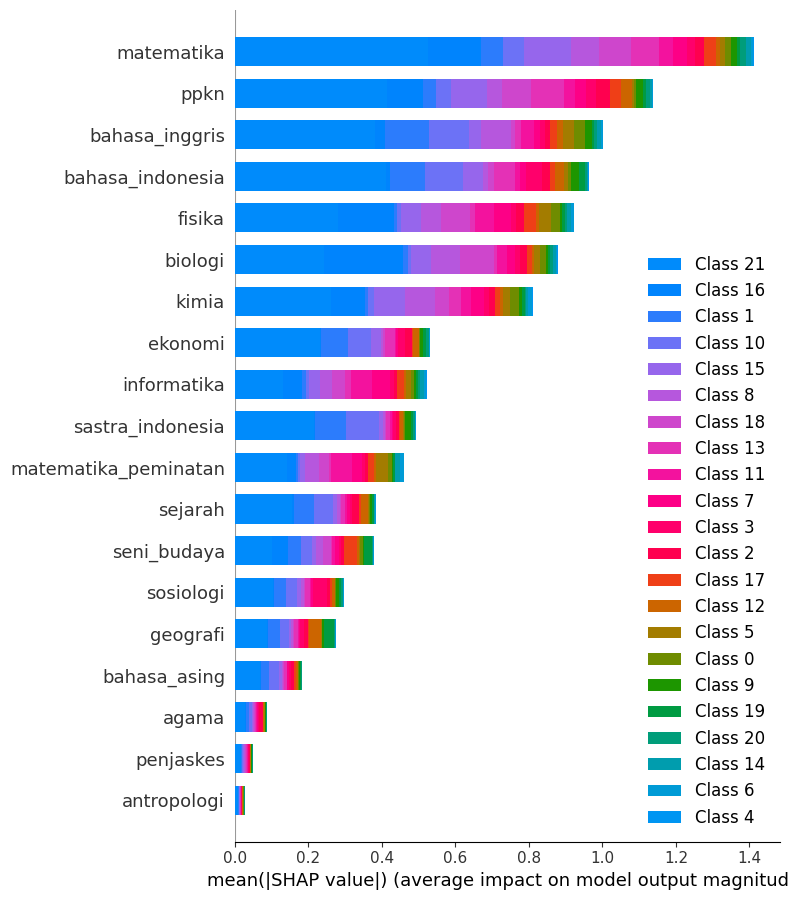 matematika
ppkn
bahasa_inggris
bahasa_indonesia
fisika
biologi
kimia
ekonomi
informatika
sastra_indonesia
matematika_peminatan
sejarah
seni_budaya
sosiologi
geografi
bahasa_asing
agama
penjaskes
antropologi
Class 21
Class 16
Class 1
Class 10
Class 15
Class 8
Class 18
Class 13
Class 11
Class 7
Class 3
Class 2
Class 17
Class 12
Class 5
Class 0
Class 9
Class 19
Class 20
Class 14
Class 6
Class 4
0.0 0.2 0.4 0.6 0.8 1.0 1.2 1.4
mean(|SHAP value|) (average impact on model output magnitud